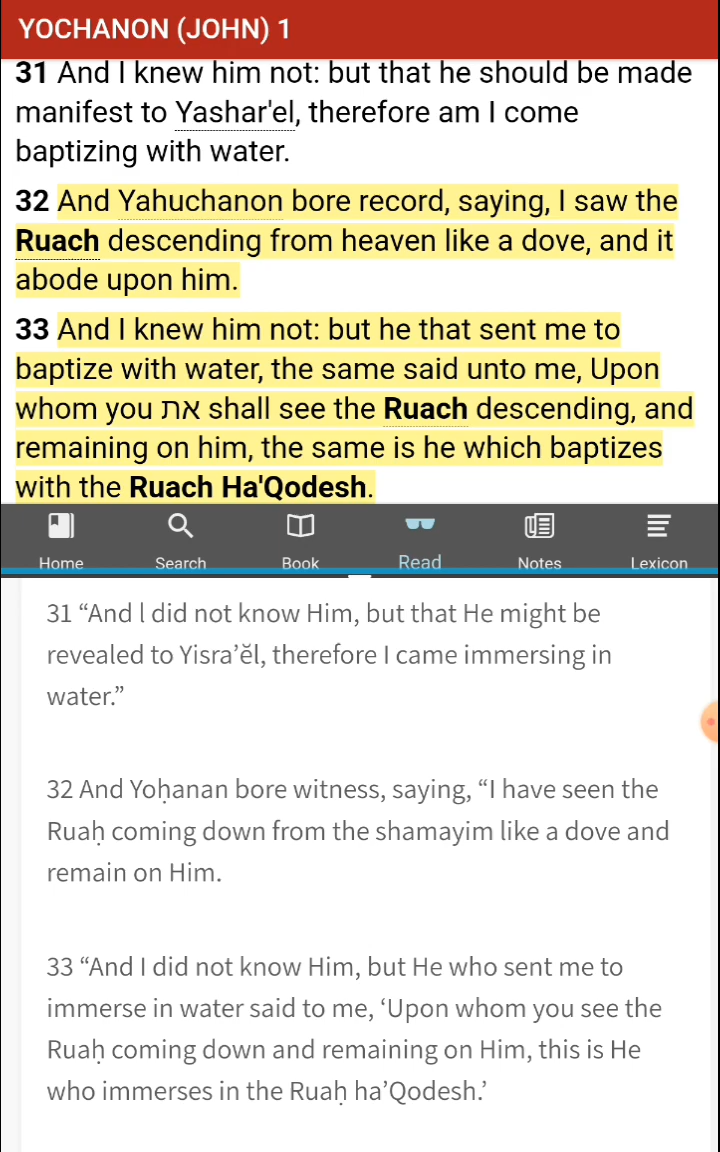 YOCHANON (JOHN) 1
31 And I knew him not: but that he should be made
manifest to Yashar'el, therefore am I come
baptizing with water.
32 And Yahuchanon bore record, saying, I saw the
Ruach descending from heaven like a dove, and it
abode upon him.
33 And I knew him not: but he that sent me to
baptize with water, the same said unto me, Upon
whom you את shall see the Ruach descending, and
remaining on him, the same is he which baptizes
with the Ruach Ha'Qodesh.
Home Search Book Read Notes Lexicon
31 “And l did not know Him, but that He might be
revealed to Yisra’ĕl, therefore I came immersing in
water.”
32 And Yoḥanan bore witness, saying, “I have seen the
Ruaḥ coming down from the shamayim like a dove and
remain on Him.
33 “And I did not know Him, but He who sent me to
immerse in water said to me, ‘Upon whom you see the
Ruaḥ coming down and remaining on Him, this is He
who immerses in the Ruaḥ ha’Qodesh.’